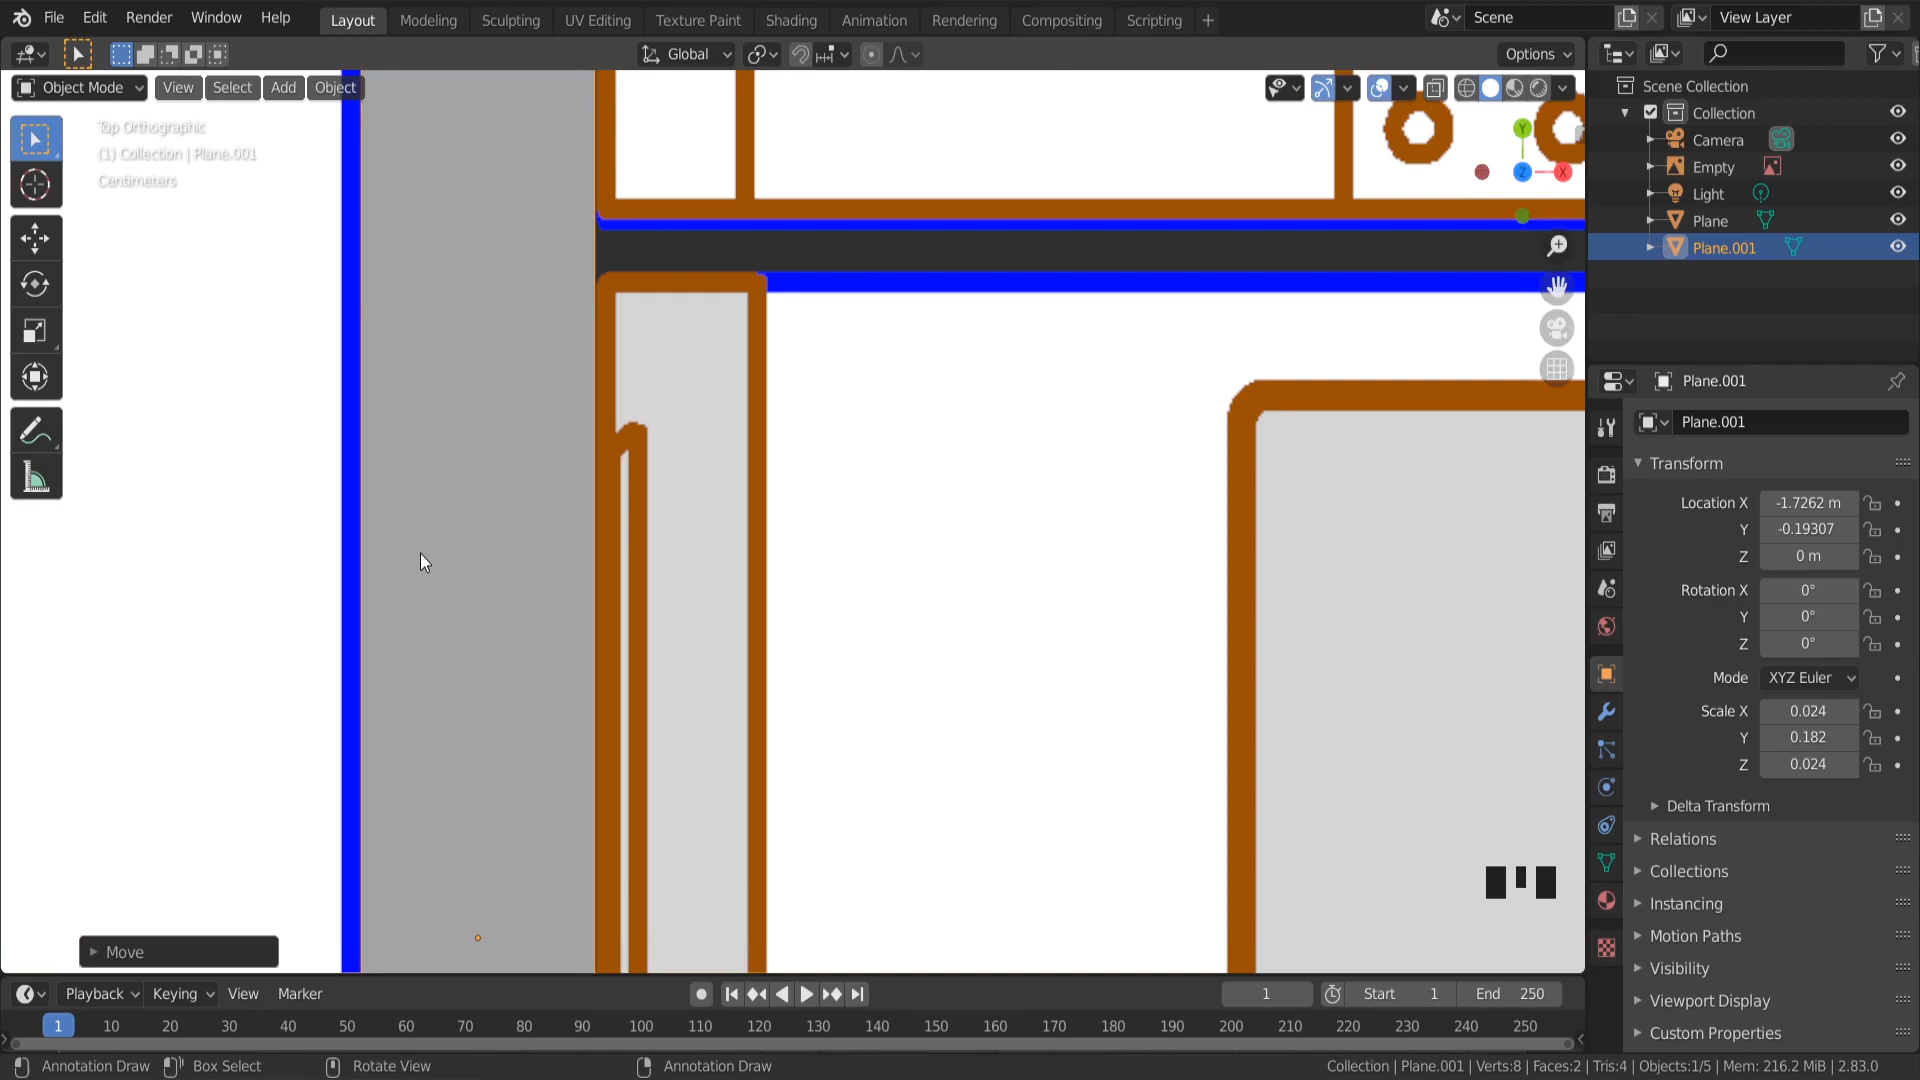 File Edit Render Window Help Layout Modeling Sculpting UV Editing Texture Paint Shading Animation Rendering Compositing Scripting + Scene View Layer
Global Options
Object Mode View Select Add Object
Top Orthographic
(1) Collection | Plane.001
Centimeters
Y
Z X
Move
Scene Collection
Collection
Camera
Empty
Light
Plane
Plane.001
Plane.001
Plane.001
Transform
Location X -1.7262 m
Y -0.19307
Z 0 m
Rotation X 0°
Y 0°
Z 0°
Mode XYZ Euler
Scale X 0.024
Y 0.182
Z 0.024
Delta Transform
Relations
Collections
Instancing
Motion Paths
Visibility
Viewport Display
Custom Properties
Playback Keying View Marker 1 Start 1 End 250
1 10 20 30 40 50 60 70 80 90 100 110 120 130 140 150 160 170 180 190 200 210 220 230 240 250
Annotation Draw Box Select Rotate View Annotation Draw Collection | Plane.001 | Verts:8 | Faces:2 | Tris:4 | Objects:1/5 | Mem: 216.2 MiB | 2.83.0